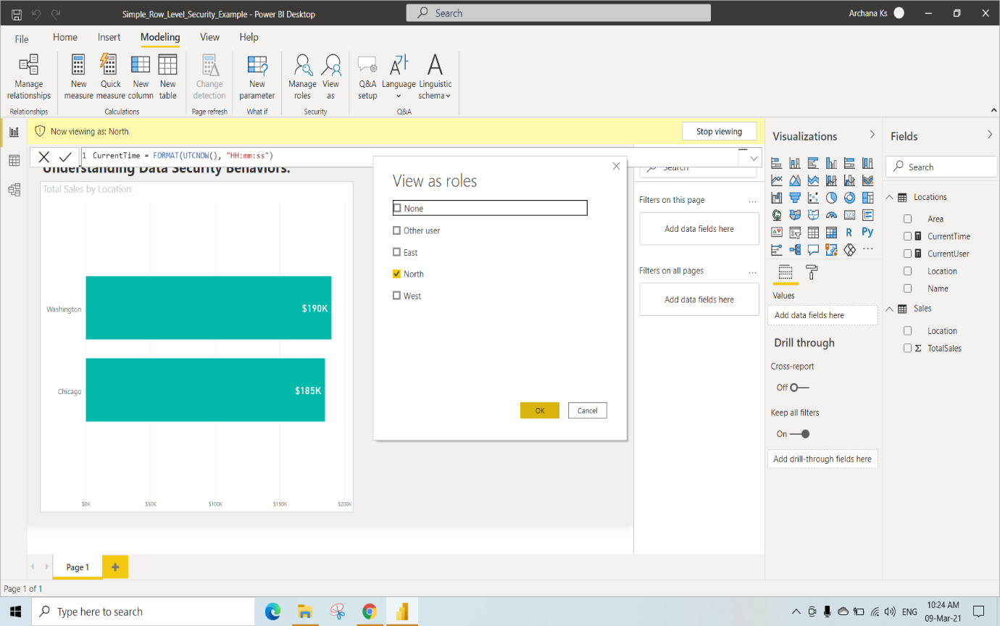 Simple_Row_Level_Security_Example - Power BI Desktop
Search
Archana Ks
File
Home
Insert
Modeling
View
Help
Manage relationships
New measure
Quick measure
New column
New table
Change detection
New parameter
Manage roles
View as
Q&A setup
Language
Linguistic schema
Relationships
Calculations
Page refresh
What if
Security
Q&A
Now viewing as: North
Stop viewing
1 CurrentTime = FORMAT(UTCNOW(), "HH:mm:ss")
Understanding Data Security Behaviors.
Total Sales by Location
Washington
$190K
Chicago
$185K
$0K
$50K
$100K
$150K
$200K
View as roles
None
Other user
East
North
West
OK
Cancel
Search
Filters on this page
...
Add data fields here
Filters on all pages
...
Add data fields here
Visualizations
123
R
Py
...
Values
Add data fields here
Drill through
Cross-report
Off
Keep all filters
On
Add drill-through fields here
Fields
Search
Locations
Area
CurrentTime
CurrentUser
Location
Name
Sales
Location
Σ TotalSales
Page 1
+
Page 1 of 1
Type here to search
ENG
10:24 AM
09-Mar-21